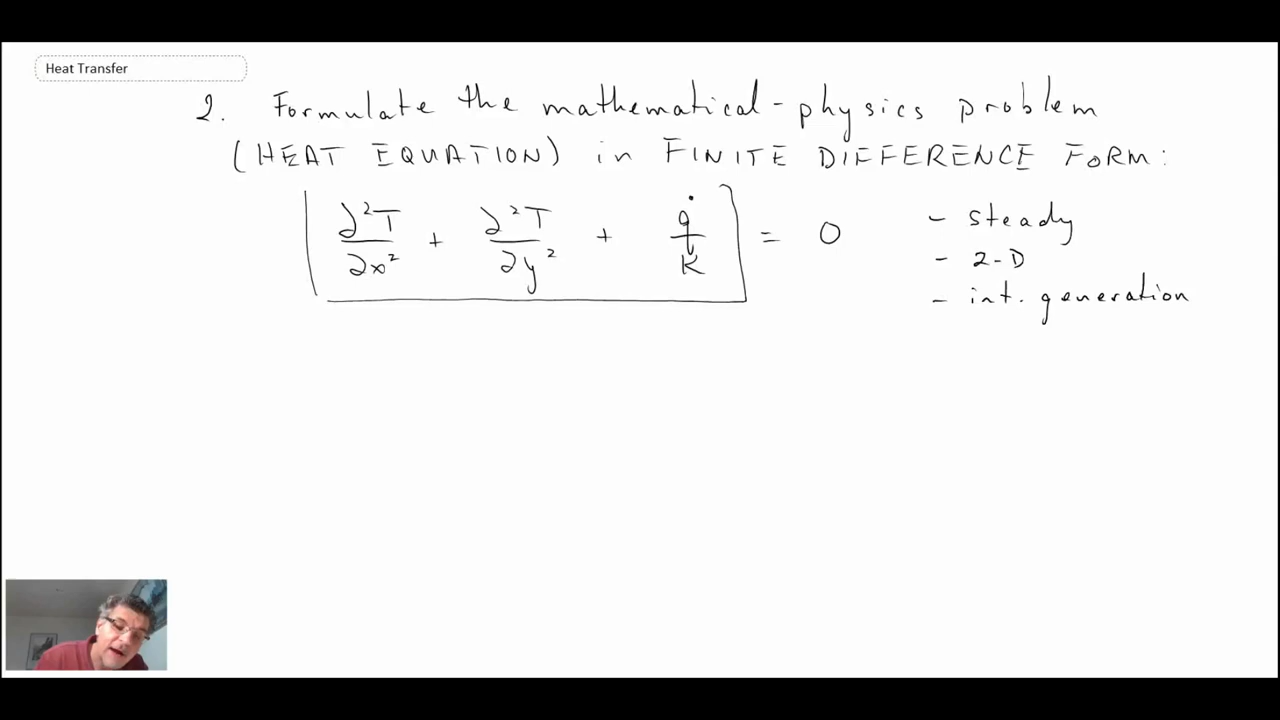 Heat Transfer
2. Formulate the mathematical-physics problem
(HEAT EQUATION) in FINITE DIFFERENCE FORM:
∂²T/∂x² + ∂²T/∂y² + q̇/K = 0
- steady
- 2-D
- int. generation